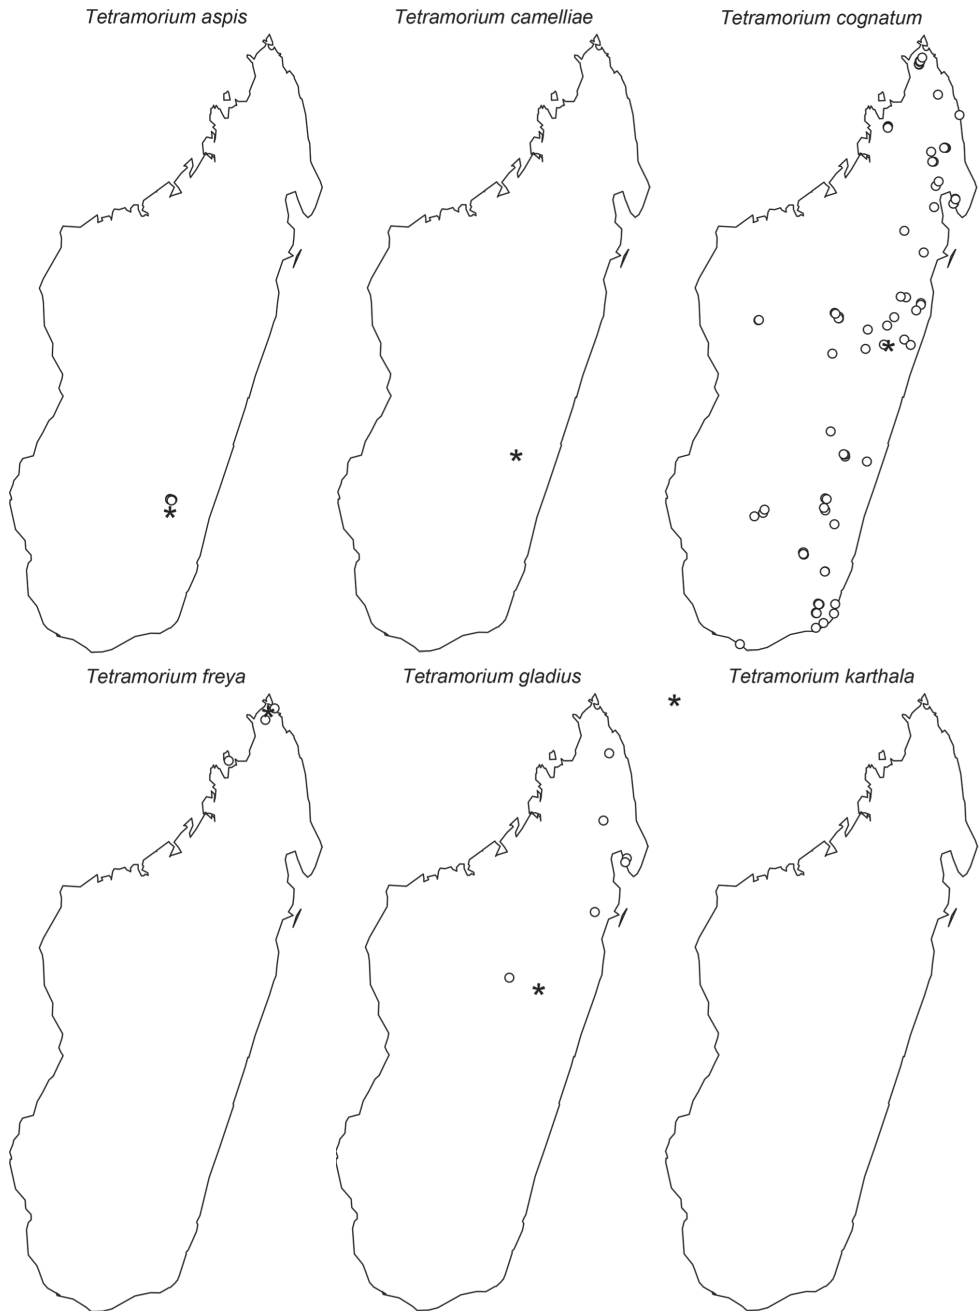 Tetramorium aspis
Tetramorium camelliae
Tetramorium cognatum
Tetramorium freya
Tetramorium gladius
Tetramorium karthala